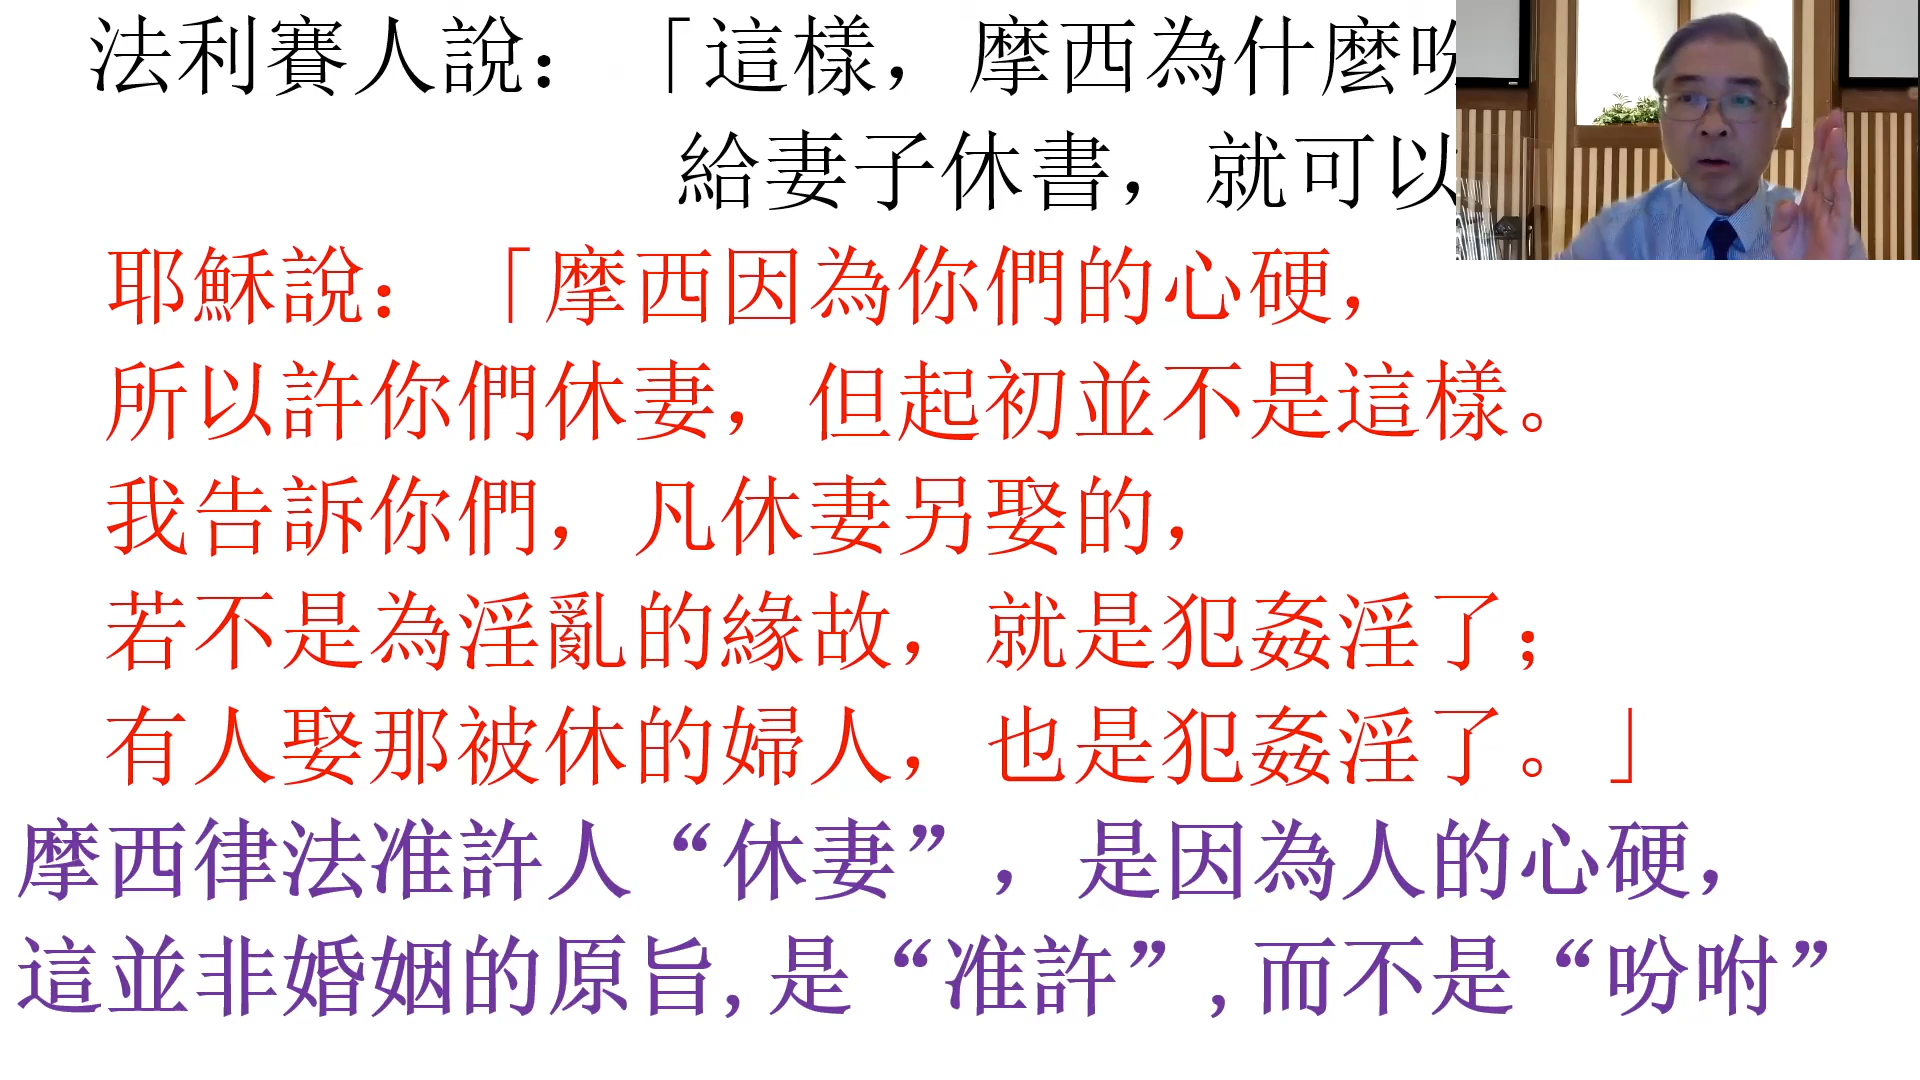 法利賽人說：「這樣，摩西為什麼
給妻子休書，就可以
耶穌說：「摩西因為你們的心硬，
所以許你們休妻，但起初並不是這樣。
我告訴你們，凡休妻另娶的，
若不是為淫亂的緣故，就是犯姦淫了；
有人娶那被休的婦人，也是犯姦淫了。」
摩西律法准許人“休�”，是因為人的心硬，
這並非婚姻的原旨,是“准許”,而不是“吩咐”